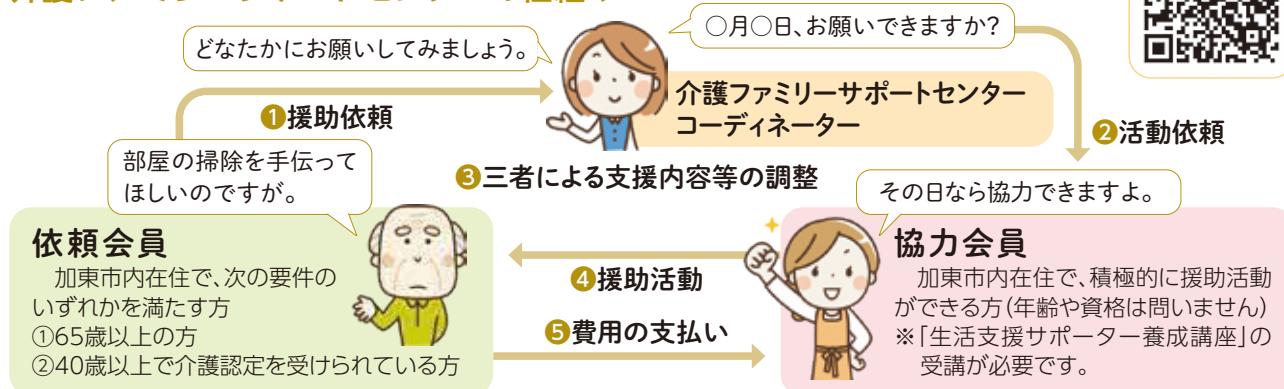 どなたかにお願いしてみましょう。
○月○日、お願いできますか?
介護ファミリーサポートセンター
コーディネーター
❶援助依頼
❷活動依頼
部屋の掃除を手伝って
ほしいのですが。
❸三者による支援内容等の調整
その日なら協力できますよ。
依頼会員
加東市内在住で、次の要件の
いずれかを満たす方
①65歳以上の方
②40歳以上で介護認定を受けられている方
❹援助活動
❺費用の支払い
協力会員
加東市内在住で、積極的に援助活動
ができる方(年齢や資格は問いません)
※「生活支援サポーター養成講座」の
受講が必要です。